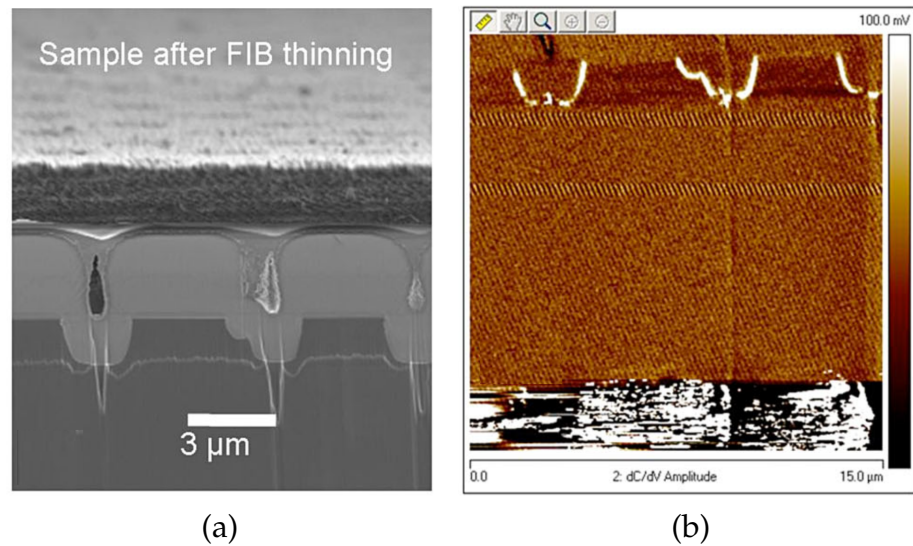 Sample after FIB thinning
3 µm
100.0 mV
0.0
2: dC/dV Amplitude
15.0 µm
(a)
(b)